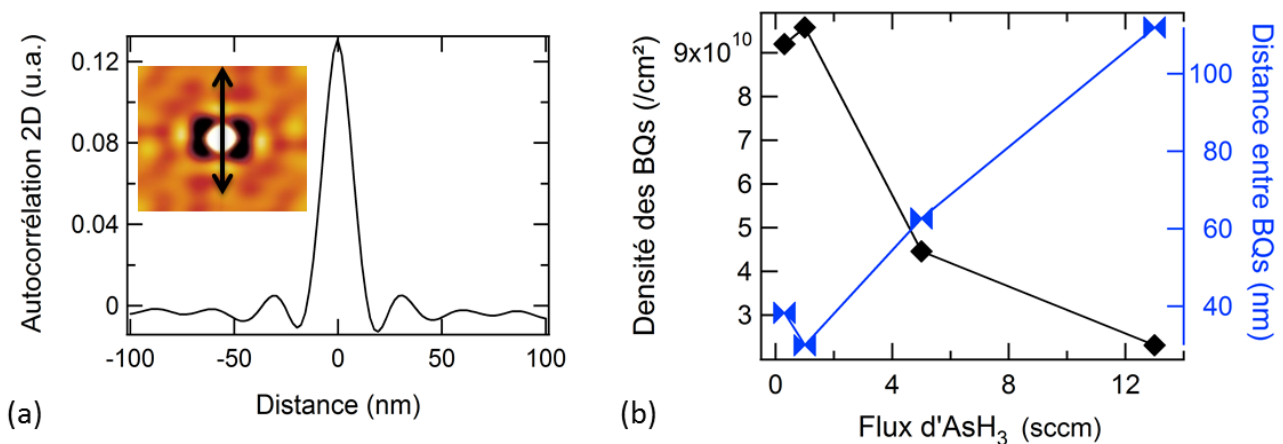 Autocorrélation 2D (u.a.)
0.12
0.08
0.04
0
-100
-50
0
50
100
Distance (nm)
(a)
Densité des BQs (/cm²)
9x10¹⁰
8
7
6
5
4
3
0
4
8
12
Flux d'AsH₃ (sccm)
100
80
60
40
Distance entre BQs (nm)
(b)